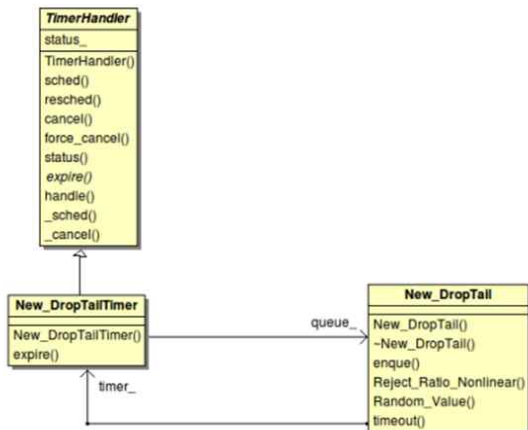 TimerHandler
status_
TimerHandler()
sched()
resched()
cancel()
force_cancel()
status()
expire()
handle()
_sched()
_cancel()
New_DropTailTimer
New_DropTailTimer()
expire()
queue_
timer_
New_DropTail
New_DropTail()
~New_DropTail()
enque()
Reject_Ratio_Nonlinear()
Random_Value()
timeout()